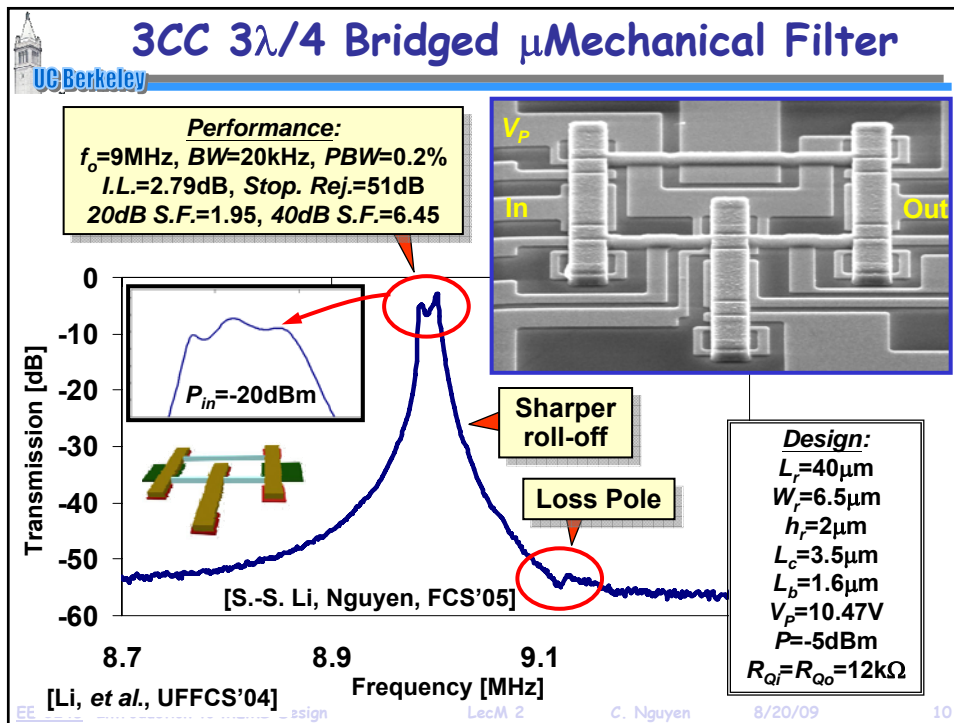 3CC 3λ/4 Bridged μMechanical Filter
UC Berkeley
Performance:
fo=9MHz, BW=20kHz, PBW=0.2%
I.L.=2.79dB, Stop. Rej.=51dB
20dB S.F.=1.95, 40dB S.F.=6.45
VP
In
Out
0
-10
-20
-30
-40
-50
-60
Transmission [dB]
Pin=-20dBm
Sharper
roll-off
Loss Pole
[S.-S. Li, Nguyen, FCS'05]
Design:
Lr=40μm
Wr=6.5μm
hr=2μm
Lc=3.5μm
Lb=1.6μm
VP=10.47V
P=-5dBm
RQi=RQo=12kΩ
8.7
8.9
9.1
Frequency [MHz]
[Li, et al., UFFCS'04]
EE
Design
LecM 2
C. Nguyen
8/20/09
10